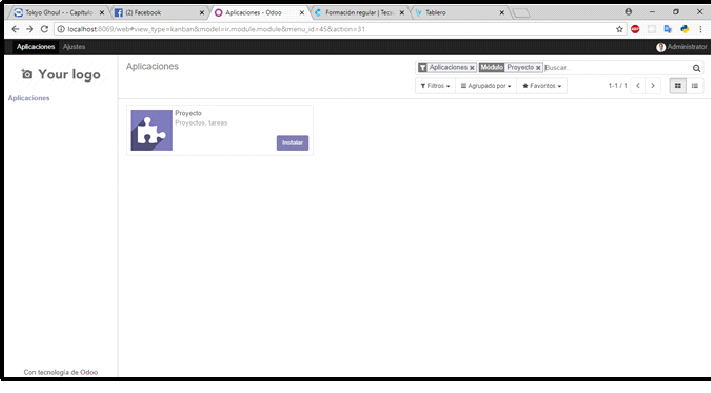 Tokyo Ghoul - - Capítulo
(2) Facebook
Aplicaciones - Odoo
Formación regular | Tecs
Tablero
localhost:8069/web#view_type=kanban&model=ir.module.module&menu_id=45&action=31
Aplicaciones Ajustes Administrator
Your logo
Aplicaciones
Aplicaciones
Aplicaciones Módulo Proyecto Buscar...
Filtros Agrupado por Favoritos 1-1 / 1
Proyecto
Proyectos, tareas
Instalar
Con tecnología de Odoo